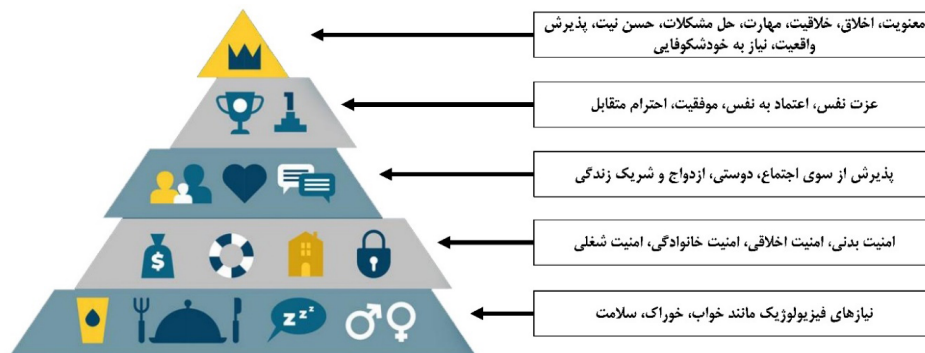 معنویت، اخلاق، خلاقیت، مهارت، حل مشکلات، حسن نیت، پذیرش
واقعیت، نیاز به خودشکوفایی
1
عزت نفس، اعتماد به نفس، موفقیت، احترام متقابل
پذیرش از سوی اجتماع، دوستی، ازدواج و شریک زندگی
$
امنیت بدنی، امنیت اخلاقی، امنیت خانوادگی، امنیت شغلی
zzz
نیازهای فیزیولوژیک مانند خواب، خوراک، سلامت